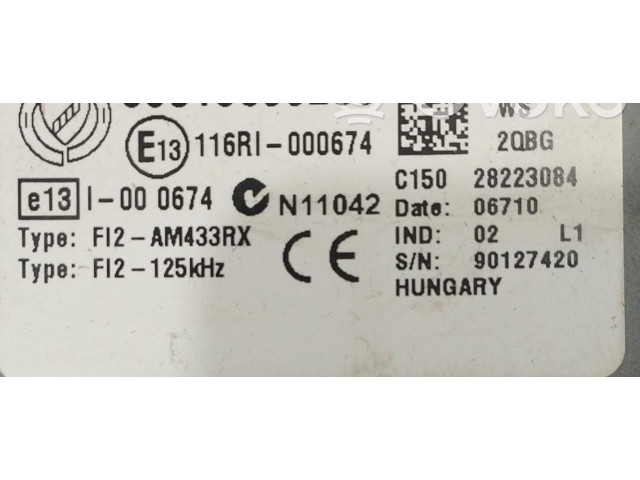 E13 116RI-000674
e13 I-00 0674 N11042
Type: FI2-AM433RX
Type: FI2-125kHz
CE
2QBG
C150 28223084
Date: 06710
IND: 02 L1
S/N: 90127420
HUNGARY